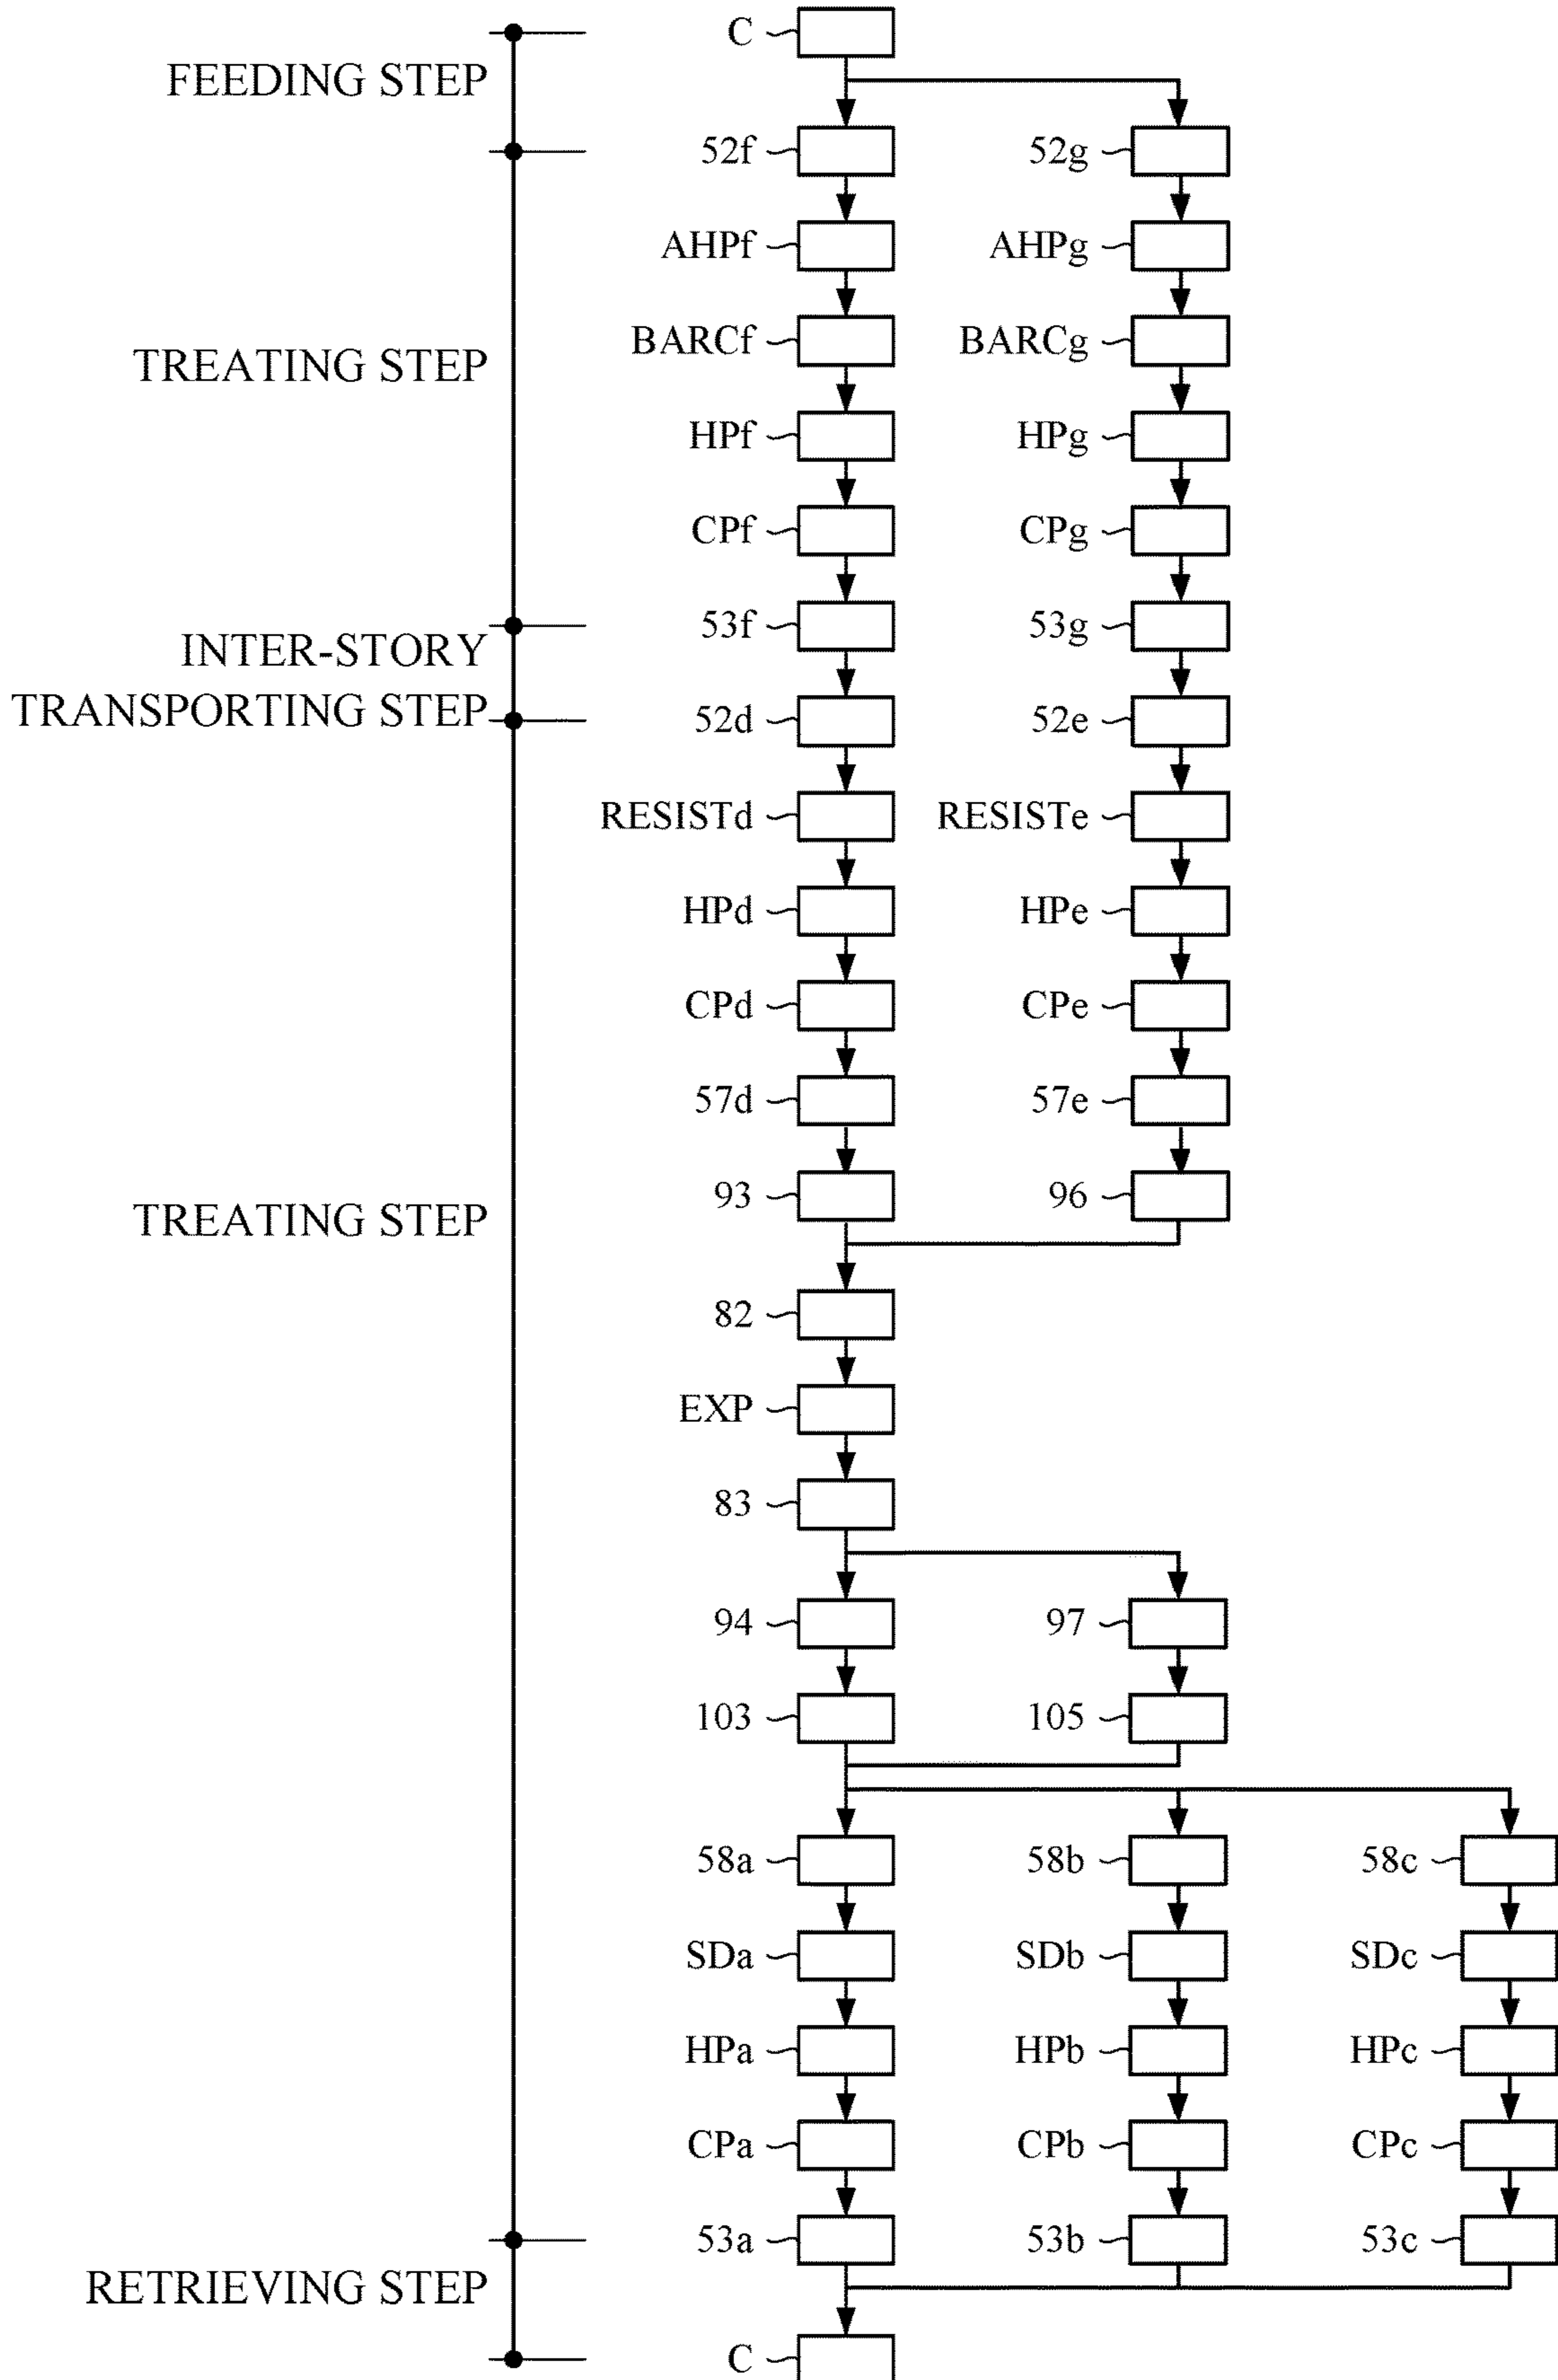 C
FEEDING STEP
52f 52g
AHPf AHPg
BARCf BARCg
TREATING STEP
HPf HPg
CPf CPg
53f 53g
INTER-STORY
TRANSPORTING STEP
52d 52e
RESISTd RESISTe
HPd HPe
CPd CPe
57d 57e
93 96
TREATING STEP
82
EXP
83
94 97
103 105
58a 58b 58c
SDa SDb SDc
HPa HPb HPc
CPa CPb CPc
53a 53b 53c
RETRIEVING STEP
C